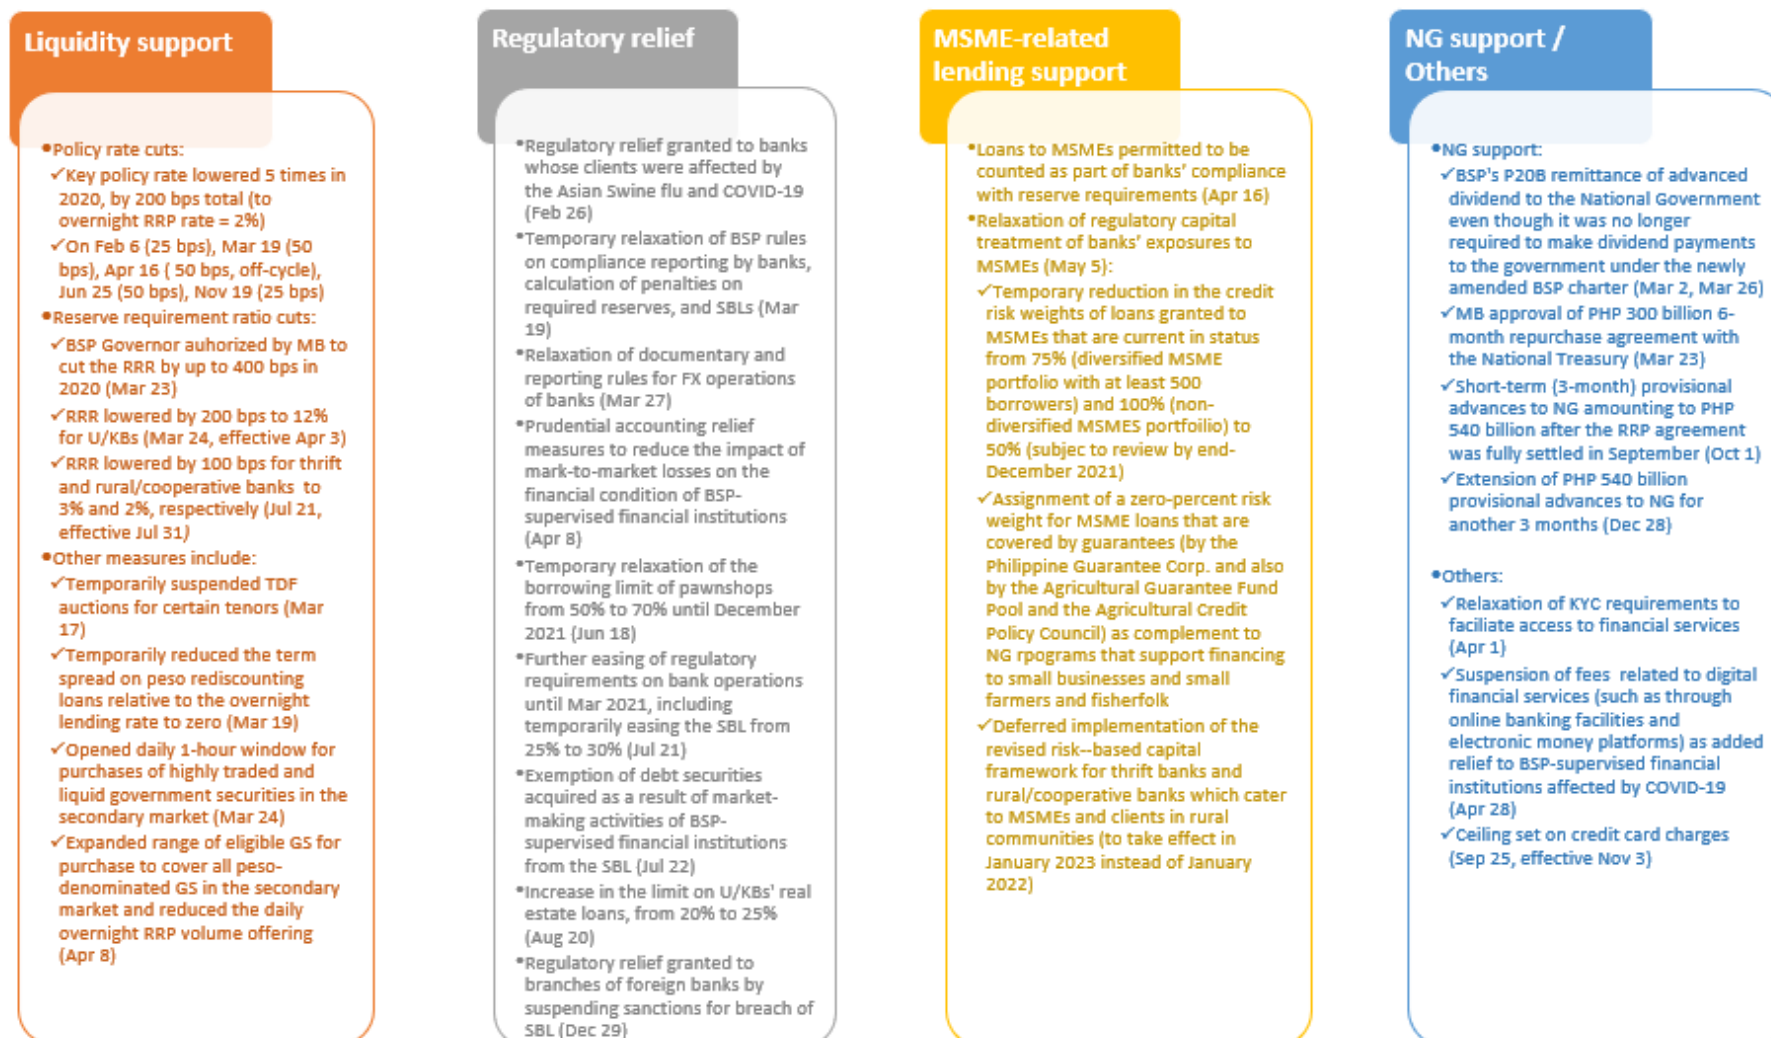 Liquidity support
•Policy rate cuts:
✓Key policy rate lowered 5 times in
2020, by 200 bps total (to
overnight RRP rate = 2%)
✓On Feb 6 (25 bps), Mar 19 (50
bps), Apr 16 ( 50 bps, off-cycle),
Jun 25 (50 bps), Nov 19 (25 bps)
•Reserve requirement ratio cuts:
✓BSP Governor auhorized by MB to
cut the RRR by up to 400 bps in
2020 (Mar 23)
✓RRR lowered by 200 bps to 12%
for U/KBs (Mar 24, effective Apr 3)
✓RRR lowered by 100 bps for thrift
and rural/cooperative banks to
3% and 2%, respectively (Jul 21,
effective Jul 31)
•Other measures include:
✓Temporarily suspended TDF
auctions for certain tenors (Mar
17)
✓Temporarily reduced the term
spread on peso rediscounting
loans relative to the overnight
lending rate to zero (Mar 19)
✓Opened daily 1-hour window for
purchases of highly traded and
liquid government securities in the
secondary market (Mar 24)
✓Expanded range of eligible GS for
purchase to cover all peso-
denominated GS in the secondary
market and reduced the daily
overnight RRP volume offering
(Apr 8)
Regulatory relief
•Regulatory relief granted to banks
whose clients were affected by
the Asian Swine flu and COVID-19
(Feb 26)
•Temporary relaxation of BSP rules
on compliance reporting by banks,
calculation of penalties on
required reserves, and SBLs (Mar
19)
•Relaxation of documentary and
reporting rules for FX operations
of banks (Mar 27)
•Prudential accounting relief
measures to reduce the impact of
mark-to-market losses on the
financial condition of BSP-
supervised financial institutions
(Apr 8)
•Temporary relaxation of the
borrowing limit of pawnshops
from 50% to 70% until December
2021 (Jun 18)
•Further easing of regulatory
requirements on bank operations
until Mar 2021, including
temporarily easing the SBL from
25% to 30% (Jul 21)
•Exemption of debt securities
acquired as a result of market-
making activities of BSP-
supervised financial institutions
from the SBL (Jul 22)
•Increase in the limit on U/KBs' real
estate loans, from 20% to 25%
(Aug 20)
•Regulatory relief granted to
branches of foreign banks by
suspending sanctions for breach of
SBL (Dec 29)
MSME-related
lending support
•Loans to MSMEs permitted to be
counted as part of banks' compliance
with reserve requirements (Apr 16)
•Relaxation of regulatory capital
treatment of banks' exposures to
MSMEs (May 5):
✓Temporary reduction in the credit
risk weights of loans granted to
MSMEs that are current in status
from 75% (diversified MSME
portfolio with at least 500
borrowers) and 100% (non-
diversified MSMES portfoilio) to
50% (subjec to review by end-
December 2021)
✓Assignment of a zero-percent risk
weight for MSME loans that are
covered by guarantees (by the
Philippine Guarantee Corp. and also
by the Agricultural Guarantee Fund
Pool and the Agricultural Credit
Policy Council) as complement to
NG rpograms that support financing
to small businesses and small
farmers and fisherfolk
✓Deferred implementation of the
revised risk--based capital
framework for thrift banks and
rural/cooperative banks which cater
to MSMEs and clients in rural
communities (to take effect in
January 2023 instead of January
2022)
NG support /
Others
•NG support:
✓BSP's P20B remittance of advanced
dividend to the National Government
even though it was no longer
required to make dividend payments
to the government under the newly
amended BSP charter (Mar 2, Mar 26)
✓MB approval of PHP 300 billion 6-
month repurchase agreement with
the National Treasury (Mar 23)
✓Short-term (3-month) provisional
advances to NG amounting to PHP
540 billion after the RRP agreement
was fully settled in September (Oct 1)
✓Extension of PHP 540 billion
provisional advances to NG for
another 3 months (Dec 28)
•Others:
✓Relaxation of KYC requirements to
faciliate access to financial services
(Apr 1)
✓Suspension of fees related to digital
financial services (such as through
online banking facilities and
electronic money platforms) as added
relief to BSP-supervised financial
institutions affected by COVID-19
(Apr 28)
✓Ceiling set on credit card charges
(Sep 25, effective Nov 3)